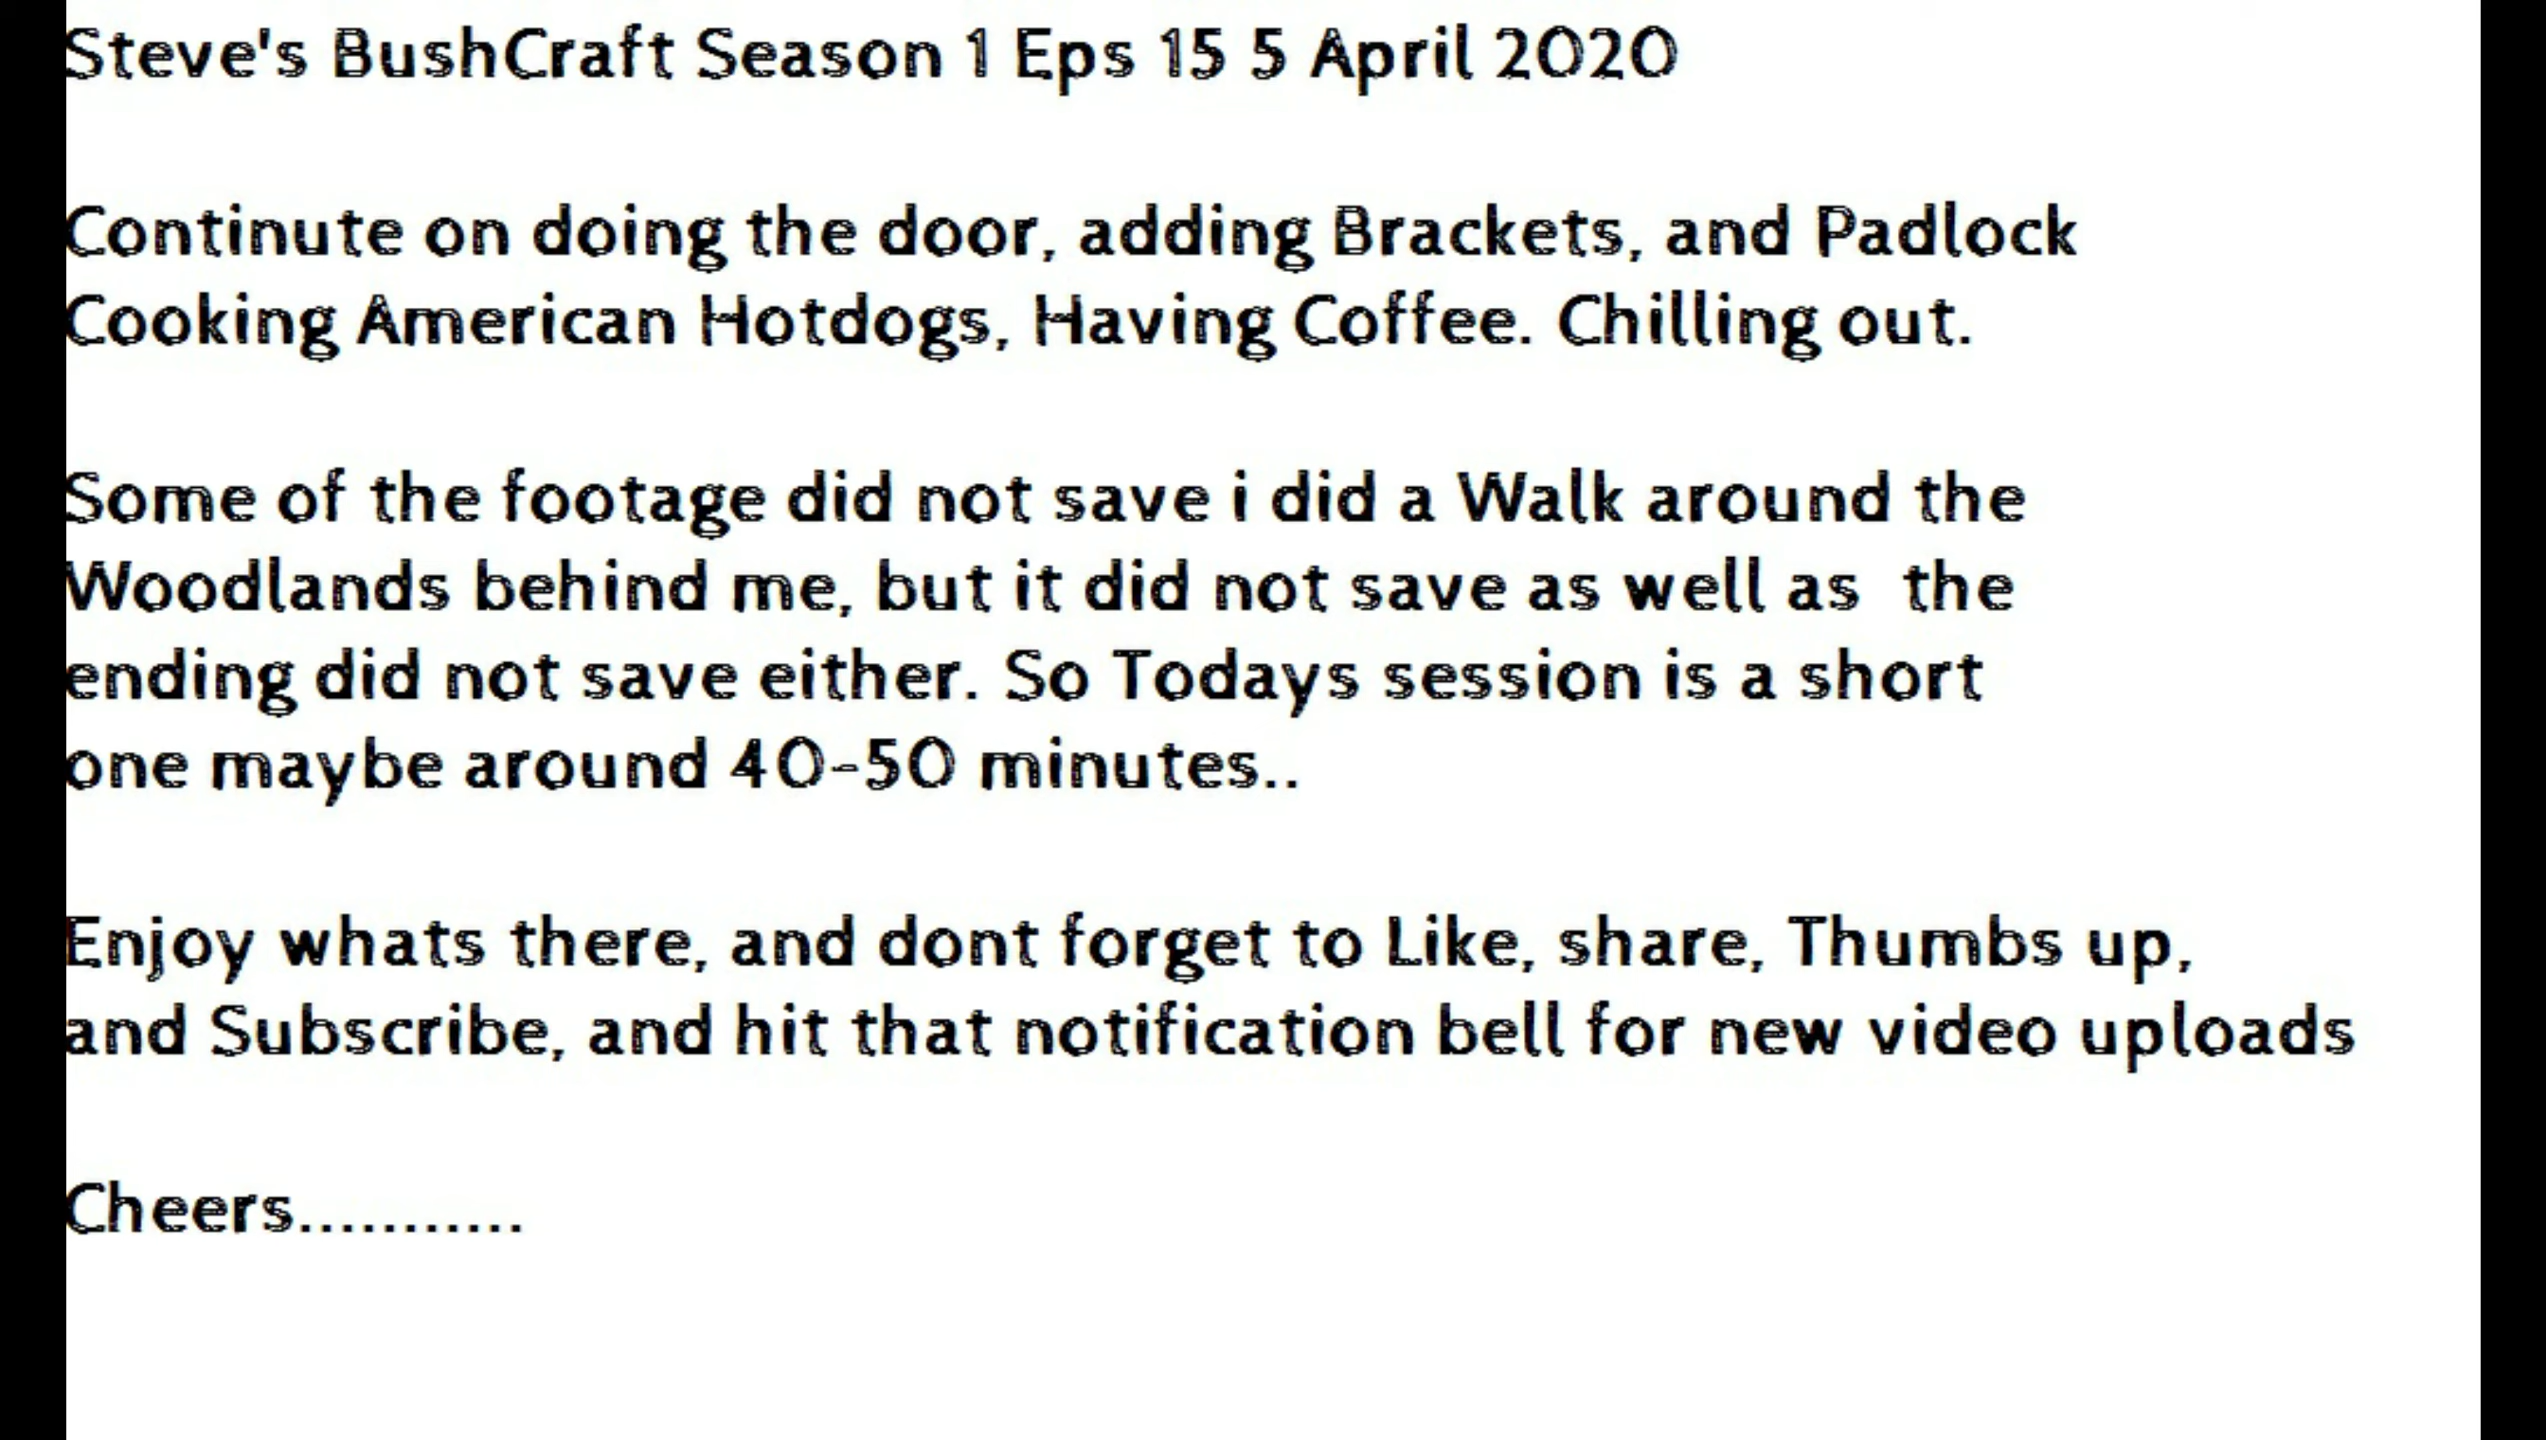 Steve's BushCraft Season 1 Eps 15 5 April 2020
Continute on doing the door, adding Brackets, and Padlock
Cooking American Hotdogs, Having Coffee. Chilling out.
Some of the footage did not save i did a Walk around the
Woodlands behind me, but it did not save as well as  the
ending did not save either. So Todays session is a short
one maybe around 40-50 minutes..
Enjoy whats there, and dont forget to Like, share, Thumbs up,
and Subscribe, and hit that notification bell for new video uploads
Cheers...........